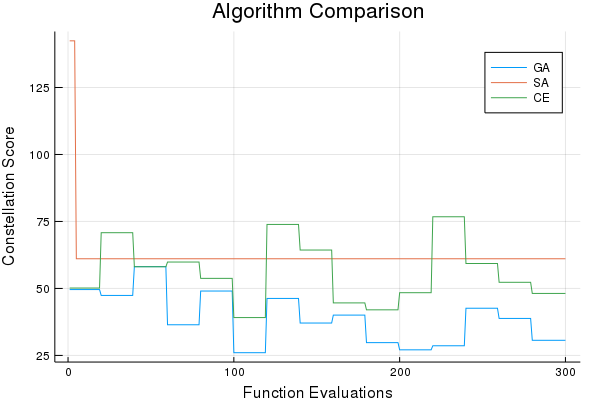 Algorithm Comparison
GA
SA
CE
125
100
75
50
25
Constellation Score
0
100
200
300
Function Evaluations